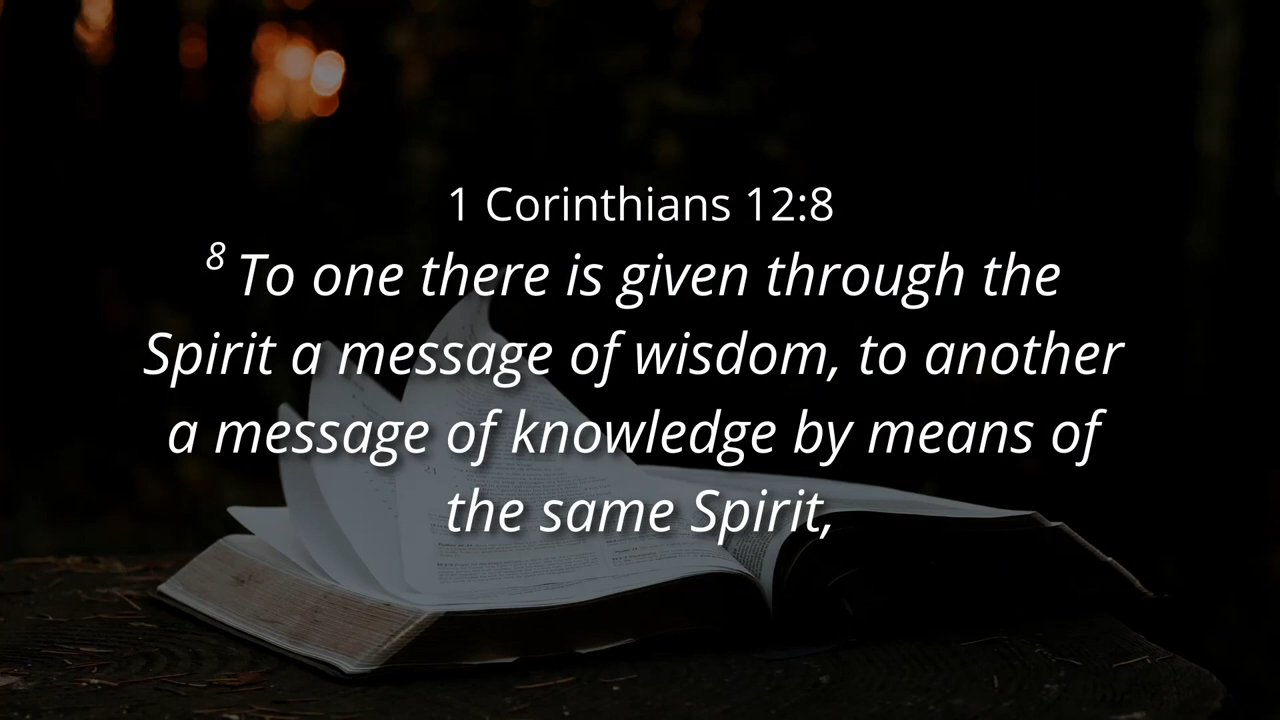 1 Corinthians 12:8
8 To one there is given through the
Spirit a message of wisdom, to another
a message of knowledge by means of
the same Spirit,